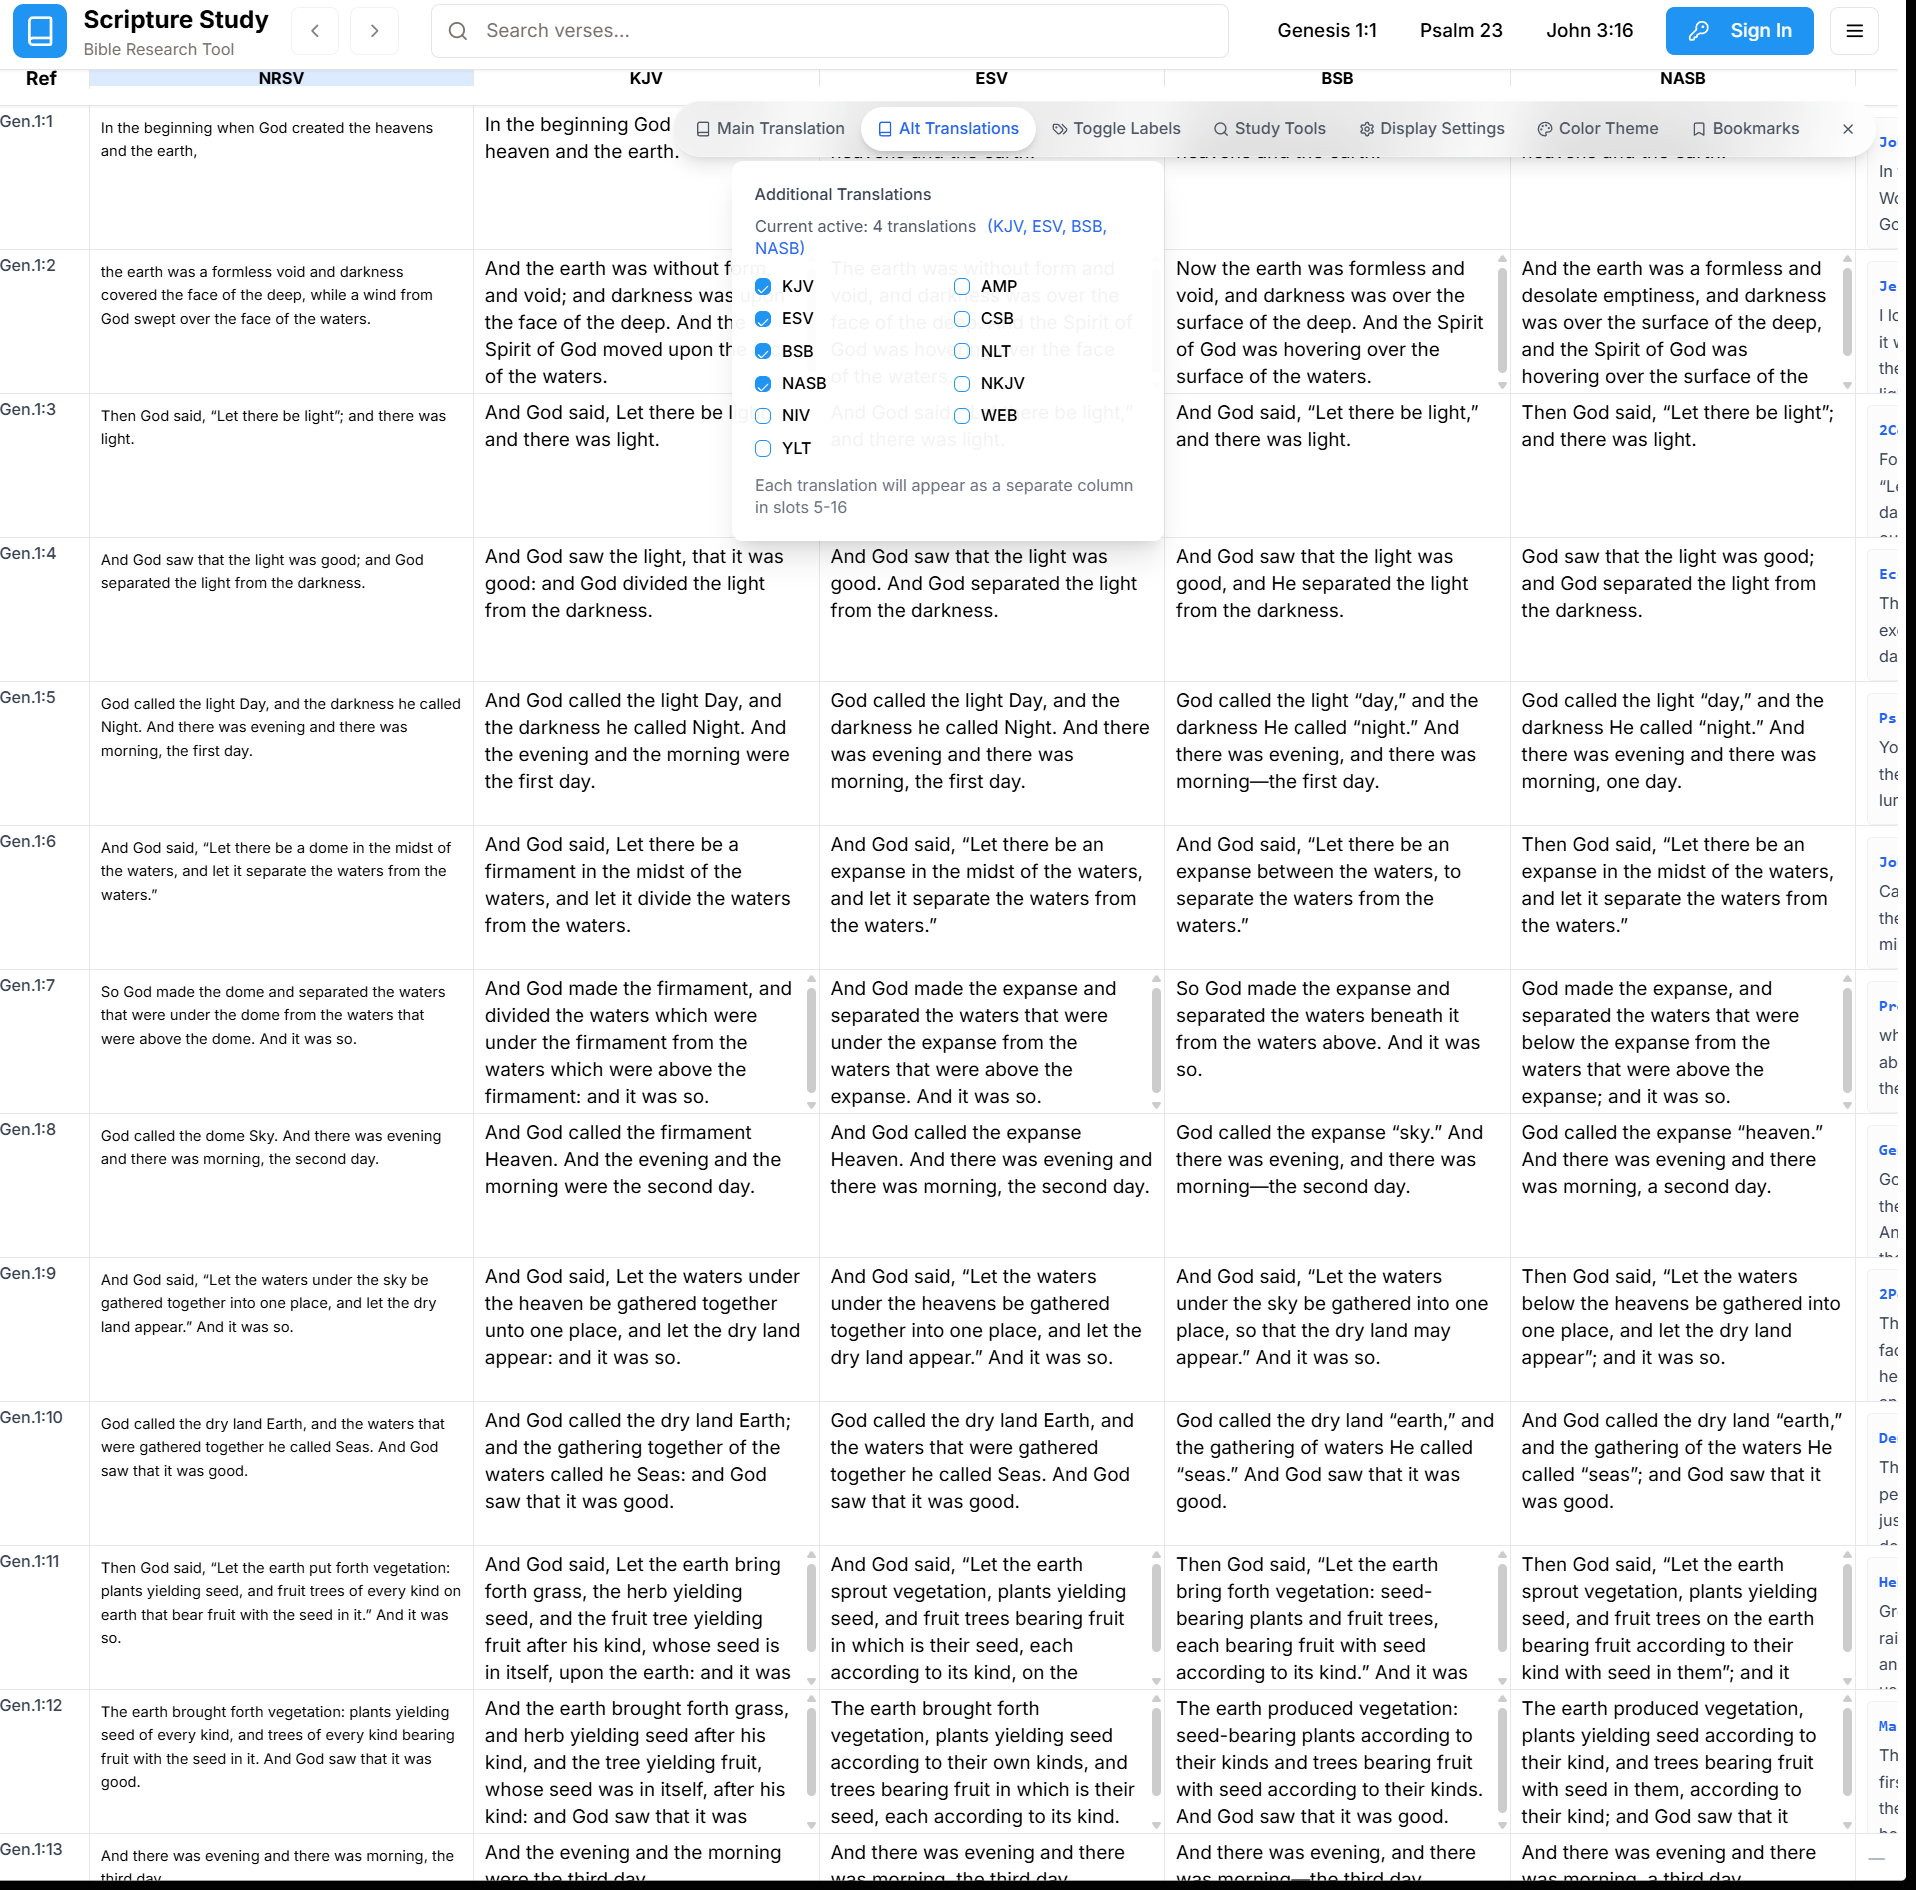 Scripture Study
Bible Research Tool
Search verses...
Genesis 1:1
Psalm 23
John 3:16
Sign In
Ref
NRSV
KJV
ESV
BSB
NASB
Main Translation
Alt Translations
Toggle Labels
Study Tools
Display Settings
Color Theme
Bookmarks
Additional Translations
Current active: 4 translations (KJV, ESV, BSB,
NASB)
KJV
AMP
ESV
CSB
BSB
NLT
NASB
NKJV
NIV
WEB
YLT
Each translation will appear as a separate column
in slots 5-16
Gen.1:1
In the beginning when God created the heavens
and the earth,
In the beginning God
heaven and the earth.
heavens and the earth.
heavens and the earth.
heavens and the earth.
Jo
In
Wo
Go
Gen.1:2
the earth was a formless void and darkness
covered the face of the deep, while a wind from
God swept over the face of the waters.
And the earth was without form,
and void; and darkness was upon
the face of the deep. And the
Spirit of God moved upon the
of the waters.
The earth was without form and
void, and darkness was over the
face of the deep. And the Spirit of
God was hovering over the face
of the waters.
Now the earth was formless and
void, and darkness was over the
surface of the deep. And the Spirit
of God was hovering over the
surface of the waters.
And the earth was a formless and
desolate emptiness, and darkness
was over the surface of the deep,
and the Spirit of God was
hovering over the surface of the
Je
I lo
it w
the
Gen.1:3
Then God said, “Let there be light”; and there was
light.
And God said, Let there be light:
and there was light.
And God said, “Let there be light,”
and there was light.
And God said, “Let there be light,”
and there was light.
Then God said, “Let there be light”;
and there was light.
2C
Fo
“Le
da
Gen.1:4
And God saw that the light was good; and God
separated the light from the darkness.
And God saw the light, that it was
good: and God divided the light
from the darkness.
And God saw that the light was
good. And God separated the light
from the darkness.
And God saw that the light was
good, and He separated the light
from the darkness.
God saw that the light was good;
and God separated the light from
the darkness.
Ec
Th
exc
da
Gen.1:5
God called the light Day, and the darkness he called
Night. And there was evening and there was
morning, the first day.
And God called the light Day, and
the darkness he called Night. And
the evening and the morning were
the first day.
God called the light Day, and the
darkness he called Night. And there
was evening and there was
morning, the first day.
God called the light “day,” and the
darkness He called “night.” And
there was evening, and there was
morning—the first day.
God called the light “day,” and the
darkness He called “night.” And
there was evening and there was
morning, one day.
Ps
Yo
the
lur
Gen.1:6
And God said, “Let there be a dome in the midst of
the waters, and let it separate the waters from the
waters.”
And God said, Let there be a
firmament in the midst of the
waters, and let it divide the waters
from the waters.
And God said, “Let there be an
expanse in the midst of the waters,
and let it separate the waters from
the waters.”
And God said, “Let there be an
expanse between the waters, to
separate the waters from the
waters.”
Then God said, “Let there be an
expanse in the midst of the waters,
and let it separate the waters from
the waters.”
Jo
Ca
the
mi
Gen.1:7
So God made the dome and separated the waters
that were under the dome from the waters that
were above the dome. And it was so.
And God made the firmament, and
divided the waters which were
under the firmament from the
waters which were above the
firmament: and it was so.
And God made the expanse and
separated the waters that were
under the expanse from the
waters that were above the
expanse. And it was so.
So God made the expanse and
separated the waters beneath it
from the waters above. And it was
so.
God made the expanse, and
separated the waters that were
below the expanse from the
waters that were above the
expanse; and it was so.
Pr
wh
ab
the
Gen.1:8
God called the dome Sky. And there was evening
and there was morning, the second day.
And God called the firmament
Heaven. And the evening and the
morning were the second day.
And God called the expanse
Heaven. And there was evening and
there was morning, the second day.
God called the expanse “sky.” And
there was evening, and there was
morning—the second day.
God called the expanse “heaven.”
And there was evening and there
was morning, a second day.
Ge
Go
the
An
Gen.1:9
And God said, “Let the waters under the sky be
gathered together into one place, and let the dry
land appear.” And it was so.
And God said, Let the waters under
the heaven be gathered together
unto one place, and let the dry land
appear: and it was so.
And God said, “Let the waters
under the heavens be gathered
together into one place, and let the
dry land appear.” And it was so.
And God said, “Let the waters
under the sky be gathered into one
place, so that the dry land may
appear.” And it was so.
Then God said, “Let the waters
below the heavens be gathered into
one place, and let the dry land
appear”; and it was so.
2P
Th
fac
he
Gen.1:10
God called the dry land Earth, and the waters that
were gathered together he called Seas. And God
saw that it was good.
And God called the dry land Earth;
and the gathering together of the
waters called he Seas: and God
saw that it was good.
God called the dry land Earth, and
the waters that were gathered
together he called Seas. And God
saw that it was good.
God called the dry land “earth,” and
the gathering of waters He called
“seas.” And God saw that it was
good.
And God called the dry land “earth,”
and the gathering of the waters He
called “seas”; and God saw that it
was good.
De
Th
pe
jus
Gen.1:11
Then God said, “Let the earth put forth vegetation:
plants yielding seed, and fruit trees of every kind on
earth that bear fruit with the seed in it.” And it was
so.
And God said, Let the earth bring
forth grass, the herb yielding
seed, and the fruit tree yielding
fruit after his kind, whose seed is
in itself, upon the earth: and it was
And God said, “Let the earth
sprout vegetation, plants yielding
seed, and fruit trees bearing fruit
in which is their seed, each
according to its kind, on the
Then God said, “Let the earth
bring forth vegetation: seed-
bearing plants and fruit trees,
each bearing fruit with seed
according to its kind.” And it was
Then God said, “Let the earth
sprout vegetation, plants yielding
seed, and fruit trees on the earth
bearing fruit according to their
kind with seed in them”; and it
He
Gr
rai
an
Gen.1:12
The earth brought forth vegetation: plants yielding
seed of every kind, and trees of every kind bearing
fruit with the seed in it. And God saw that it was
good.
And the earth brought forth grass,
and herb yielding seed after his
kind, and the tree yielding fruit,
whose seed was in itself, after his
kind: and God saw that it was
The earth brought forth
vegetation, plants yielding seed
according to their own kinds, and
trees bearing fruit in which is their
seed, each according to its kind.
The earth produced vegetation:
seed-bearing plants according to
their kinds and trees bearing fruit
with seed according to their kinds.
And God saw that it was good.
The earth produced vegetation,
plants yielding seed according to
their kind, and trees bearing fruit
with seed in them, according to
their kind; and God saw that it
Ma
Th
firs
the
Gen.1:13
And there was evening and there was morning, the
third day.
And the evening and the morning
were the third day.
And there was evening and there
was morning, the third day.
And there was evening, and there
was morning—the third day.
And there was evening and there
was morning, a third day.
—